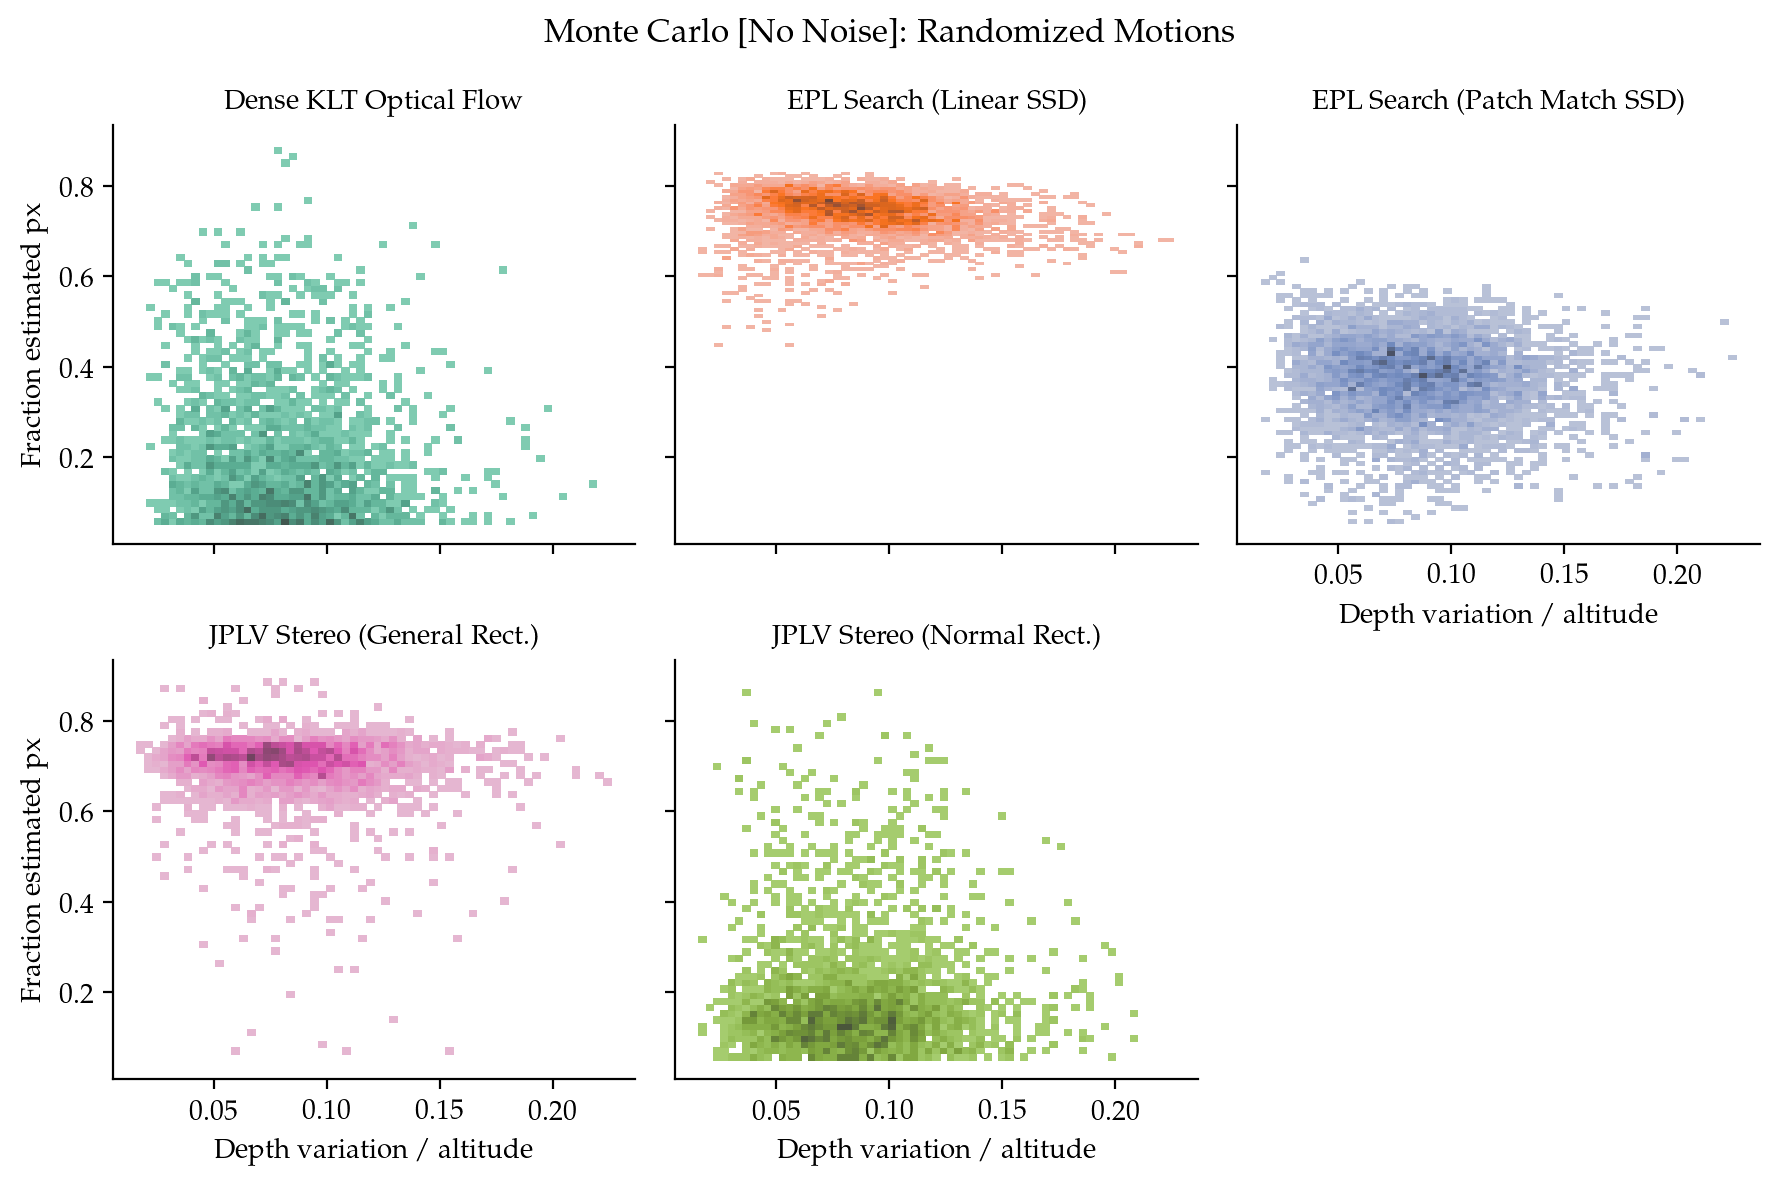 Monte Carlo [No Noise]: Randomized Motions
Dense KLT Optical Flow
EPL Search (Linear SSD)
EPL Search (Patch Match SSD)
Fraction estimated px
0.8
0.6
0.4
0.2
0.05 0.10 0.15 0.20
Depth variation / altitude
JPLV Stereo (General Rect.)
JPLV Stereo (Normal Rect.)
Fraction estimated px
0.8
0.6
0.4
0.2
0.05 0.10 0.15 0.20
Depth variation / altitude
0.05 0.10 0.15 0.20
Depth variation / altitude